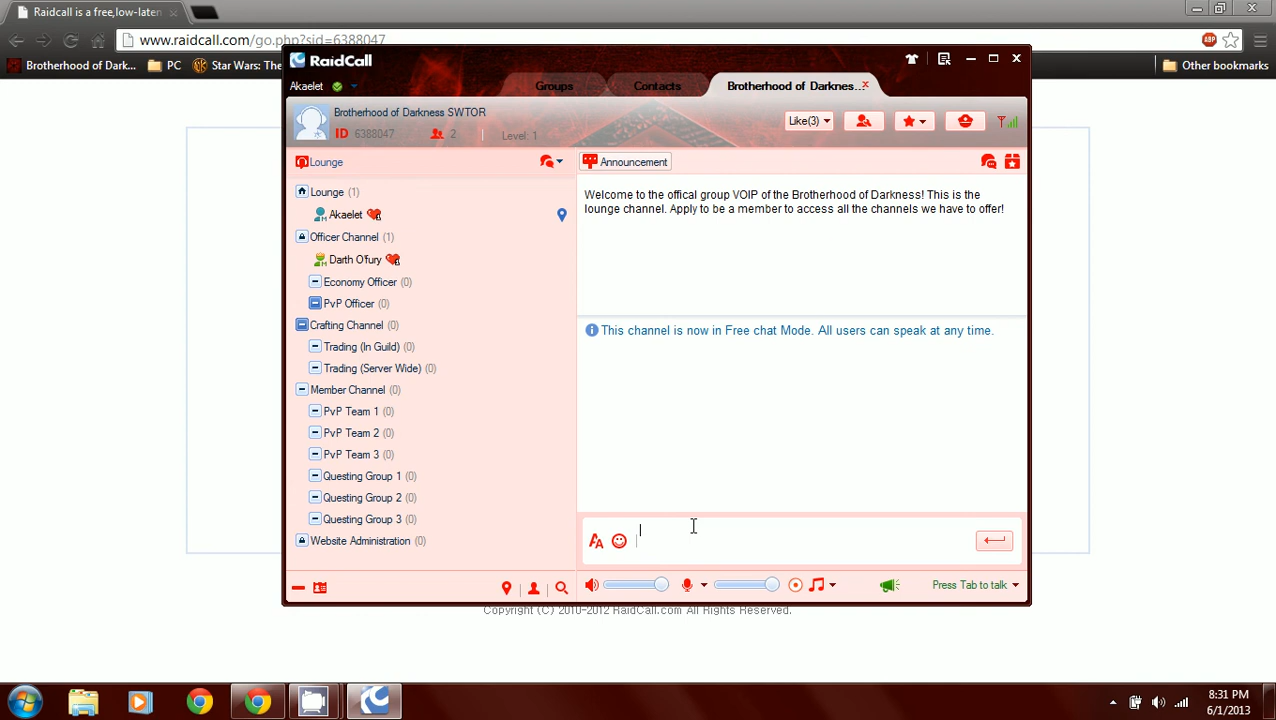 Raidcall is a free,low-laten
www.raidcall.com/go.php?sid=6388047
Brotherhood of Dark...
PC
Star Wars: The
Other bookmarks
RaidCall
Akaelet
Groups
Contacts
Brotherhood of Darknes...
Brotherhood of Darkness SWTOR
ID 6388047 2 Level: 1
Like(3)
Lounge
Announcement
Lounge (1)
Akaelet
Officer Channel (1)
Darth O'fury
Economy Officer (0)
PvP Officer (0)
Crafting Channel (0)
Trading (In Guild) (0)
Trading (Server Wide) (0)
Member Channel (0)
PvP Team 1 (0)
PvP Team 2 (0)
PvP Team 3 (0)
Questing Group 1 (0)
Questing Group 2 (0)
Questing Group 3 (0)
Website Administration (0)
Welcome to the offical group VOIP of the Brotherhood of Darkness! This is the
lounge channel. Apply to be a member to access all the channels we have to offer!
This channel is now in Free chat Mode. All users can speak at any time.
Press Tab to talk
Copyright (C) 2010-2012 RaidCall.com All Rights Reserved.
8:31 PM
6/1/2013